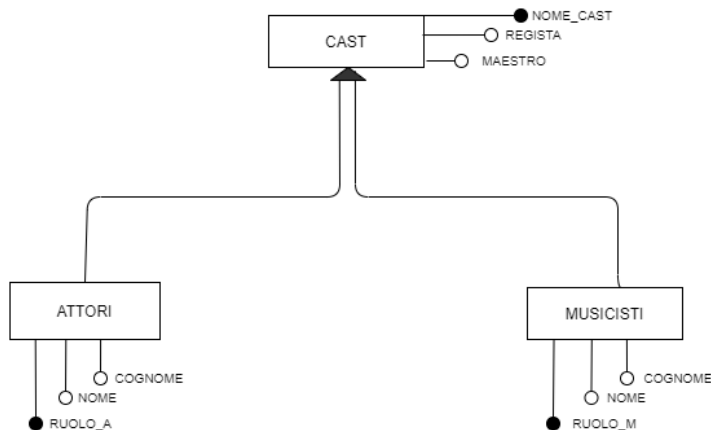 NOME_CAST
CAST
REGISTA
MAESTRO
ATTORI
MUSICISTI
COGNOME
NOME
RUOLO_A
COGNOME
NOME
RUOLO_M